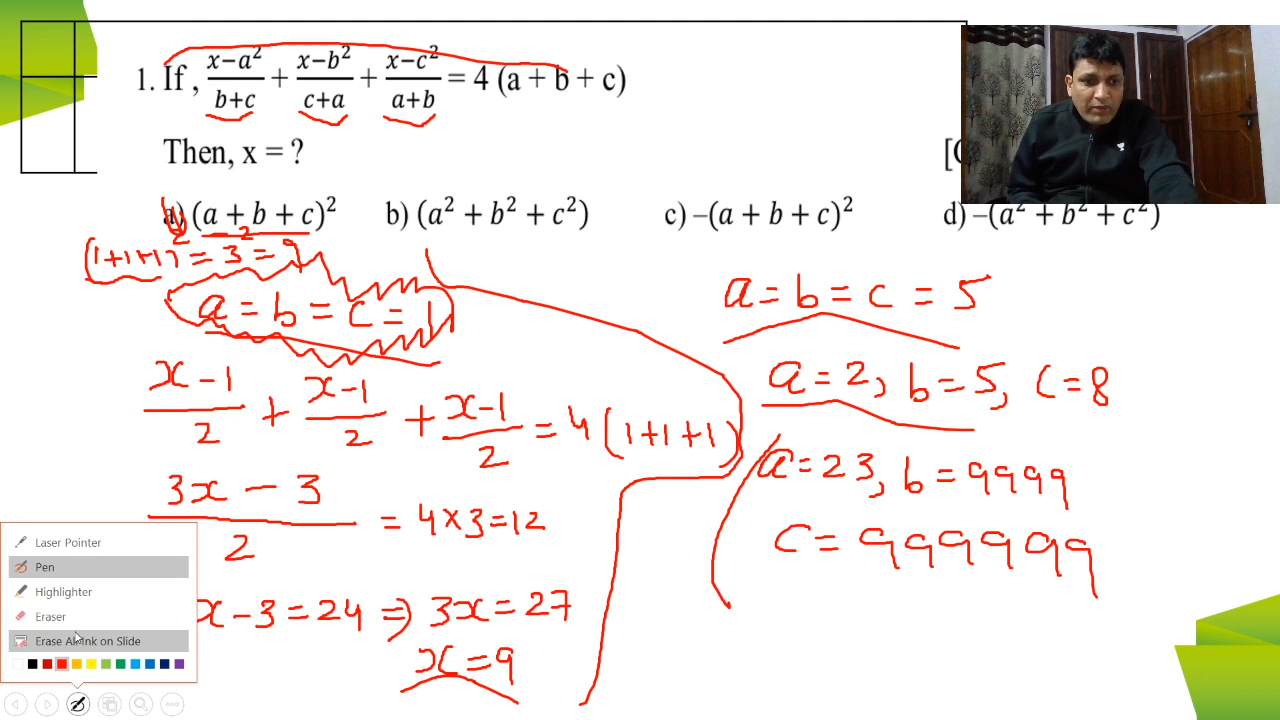 1. If , (x−a²)/(b+c) + (x−b²)/(c+a) + (x−c²)/(a+b) = 4 (a + b + c)
Then, x = ?
a) (a + b + c)² b) (a² + b² + c²) c) –(a + b + c)² d) –(a² + b² + c²)
(1+1+1)² = 3² = 9
a = b = c = 1
(x−1)/2 + (x−1)/2 + (x−1)/2 = 4(1+1+1)
(3x − 3)/2 = 4×3=12
x−3=24 ⇒ 3x=27
x=9
a=b=c=5
a=2, b=5, c=8
a=23, b=9999
c=999999
Laser Pointer
Pen
Highlighter
Eraser
Erase All Ink on Slide